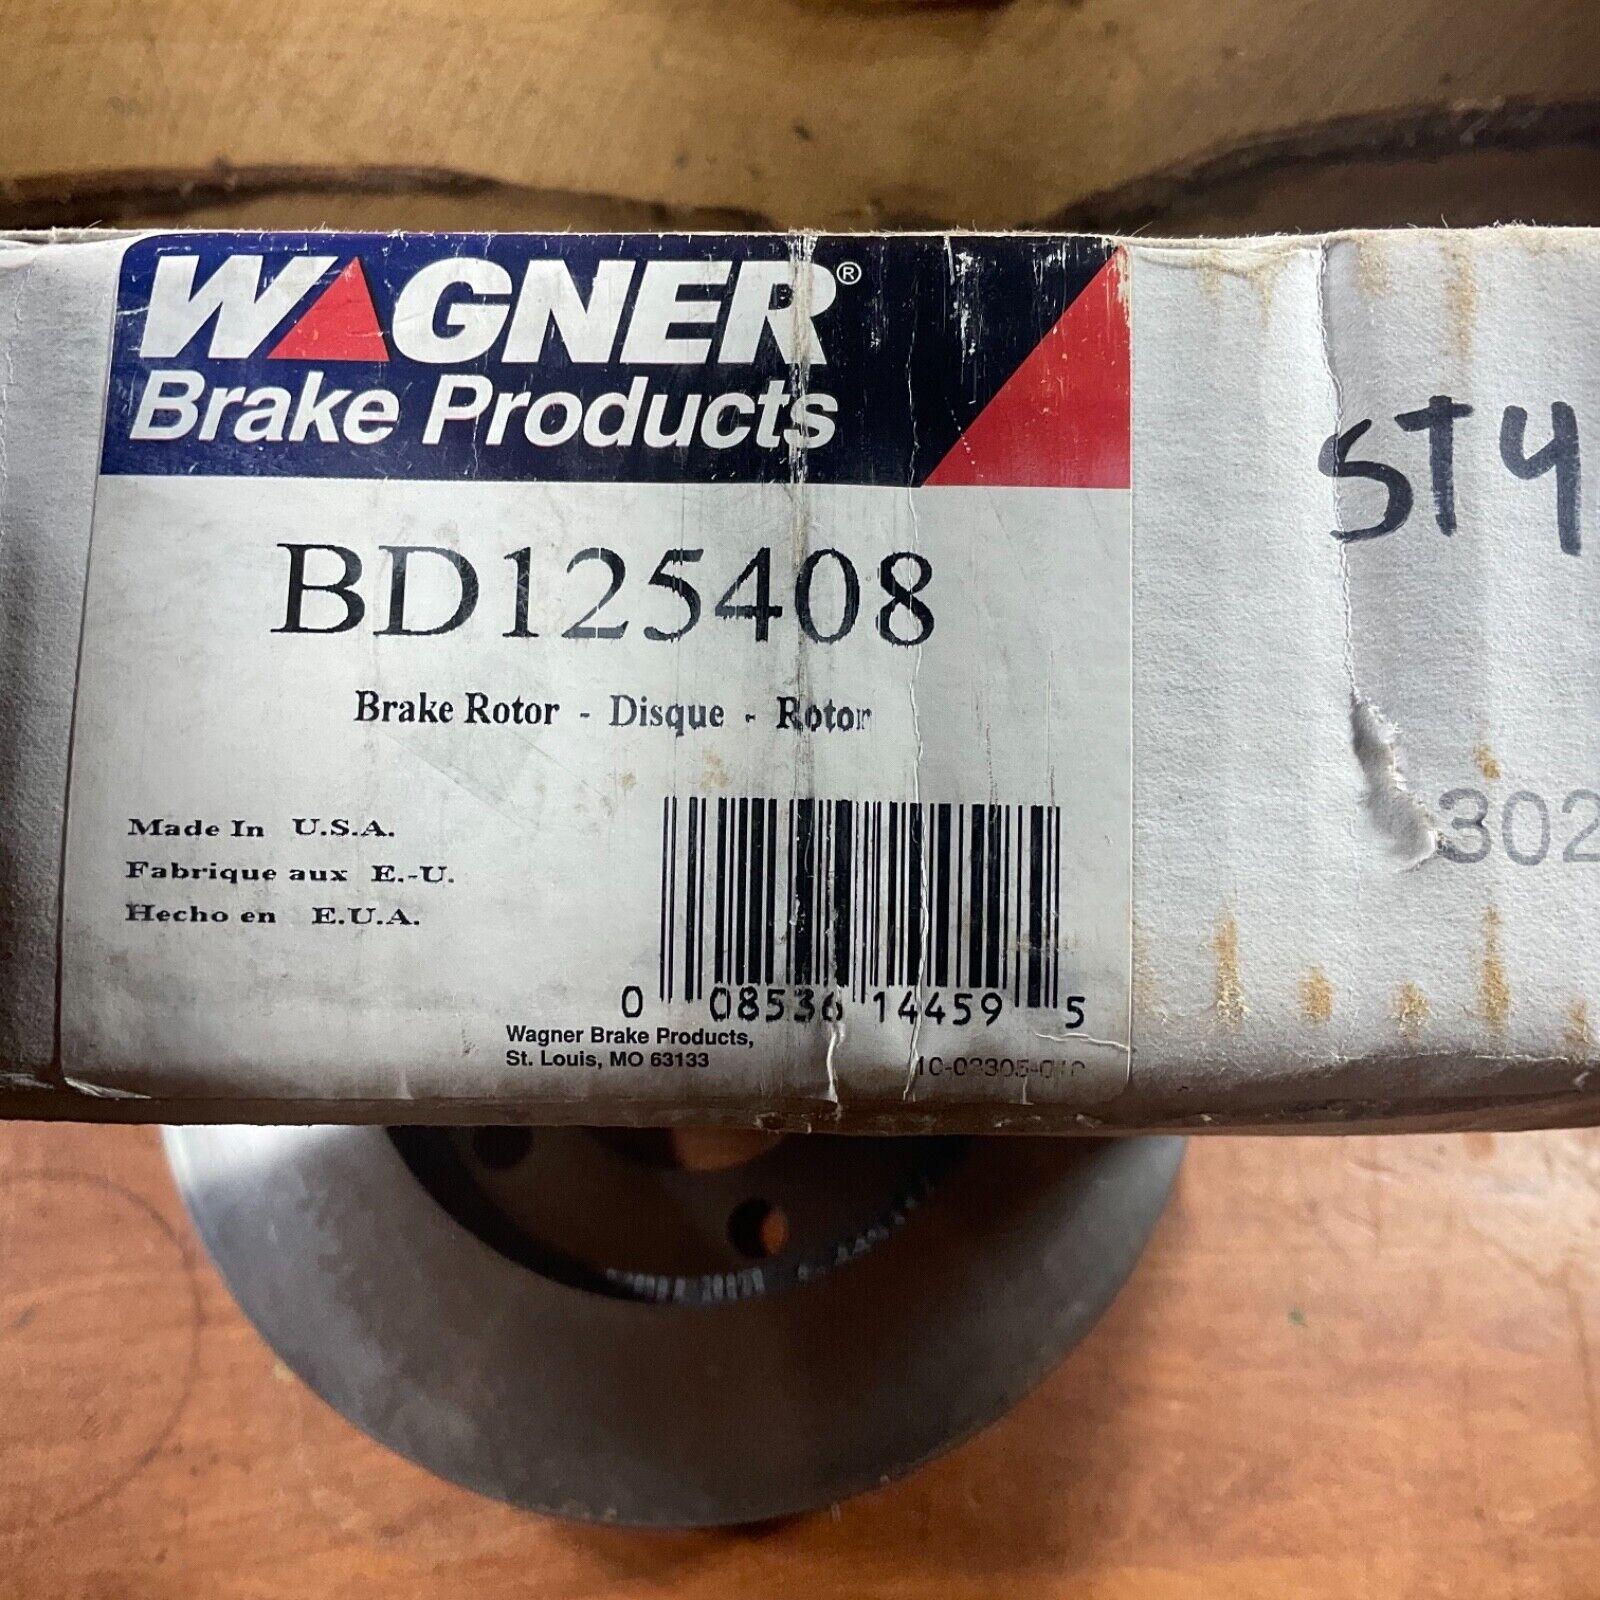 WAGNER®
Brake Products
ST4
BD125408
Brake Rotor - Disque - Rotor
302
Made In U.S.A.
Fabrique aux E.-U.
Hecho en E.U.A.
0 08536 14459 5
Wagner Brake Products,
St. Louis, MO 63133